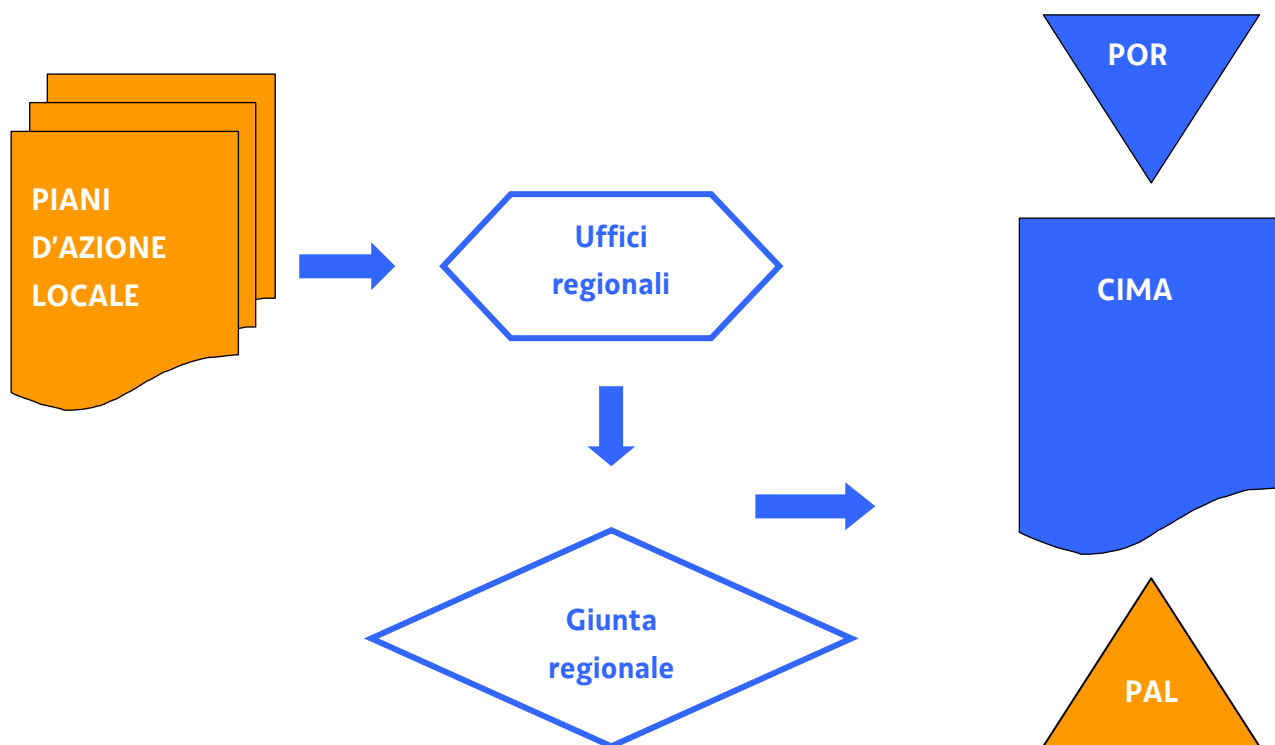 PIANI
D'AZIONE
LOCALE
Uffici
regionali
Giunta
regionale
POR
CIMA
PAL